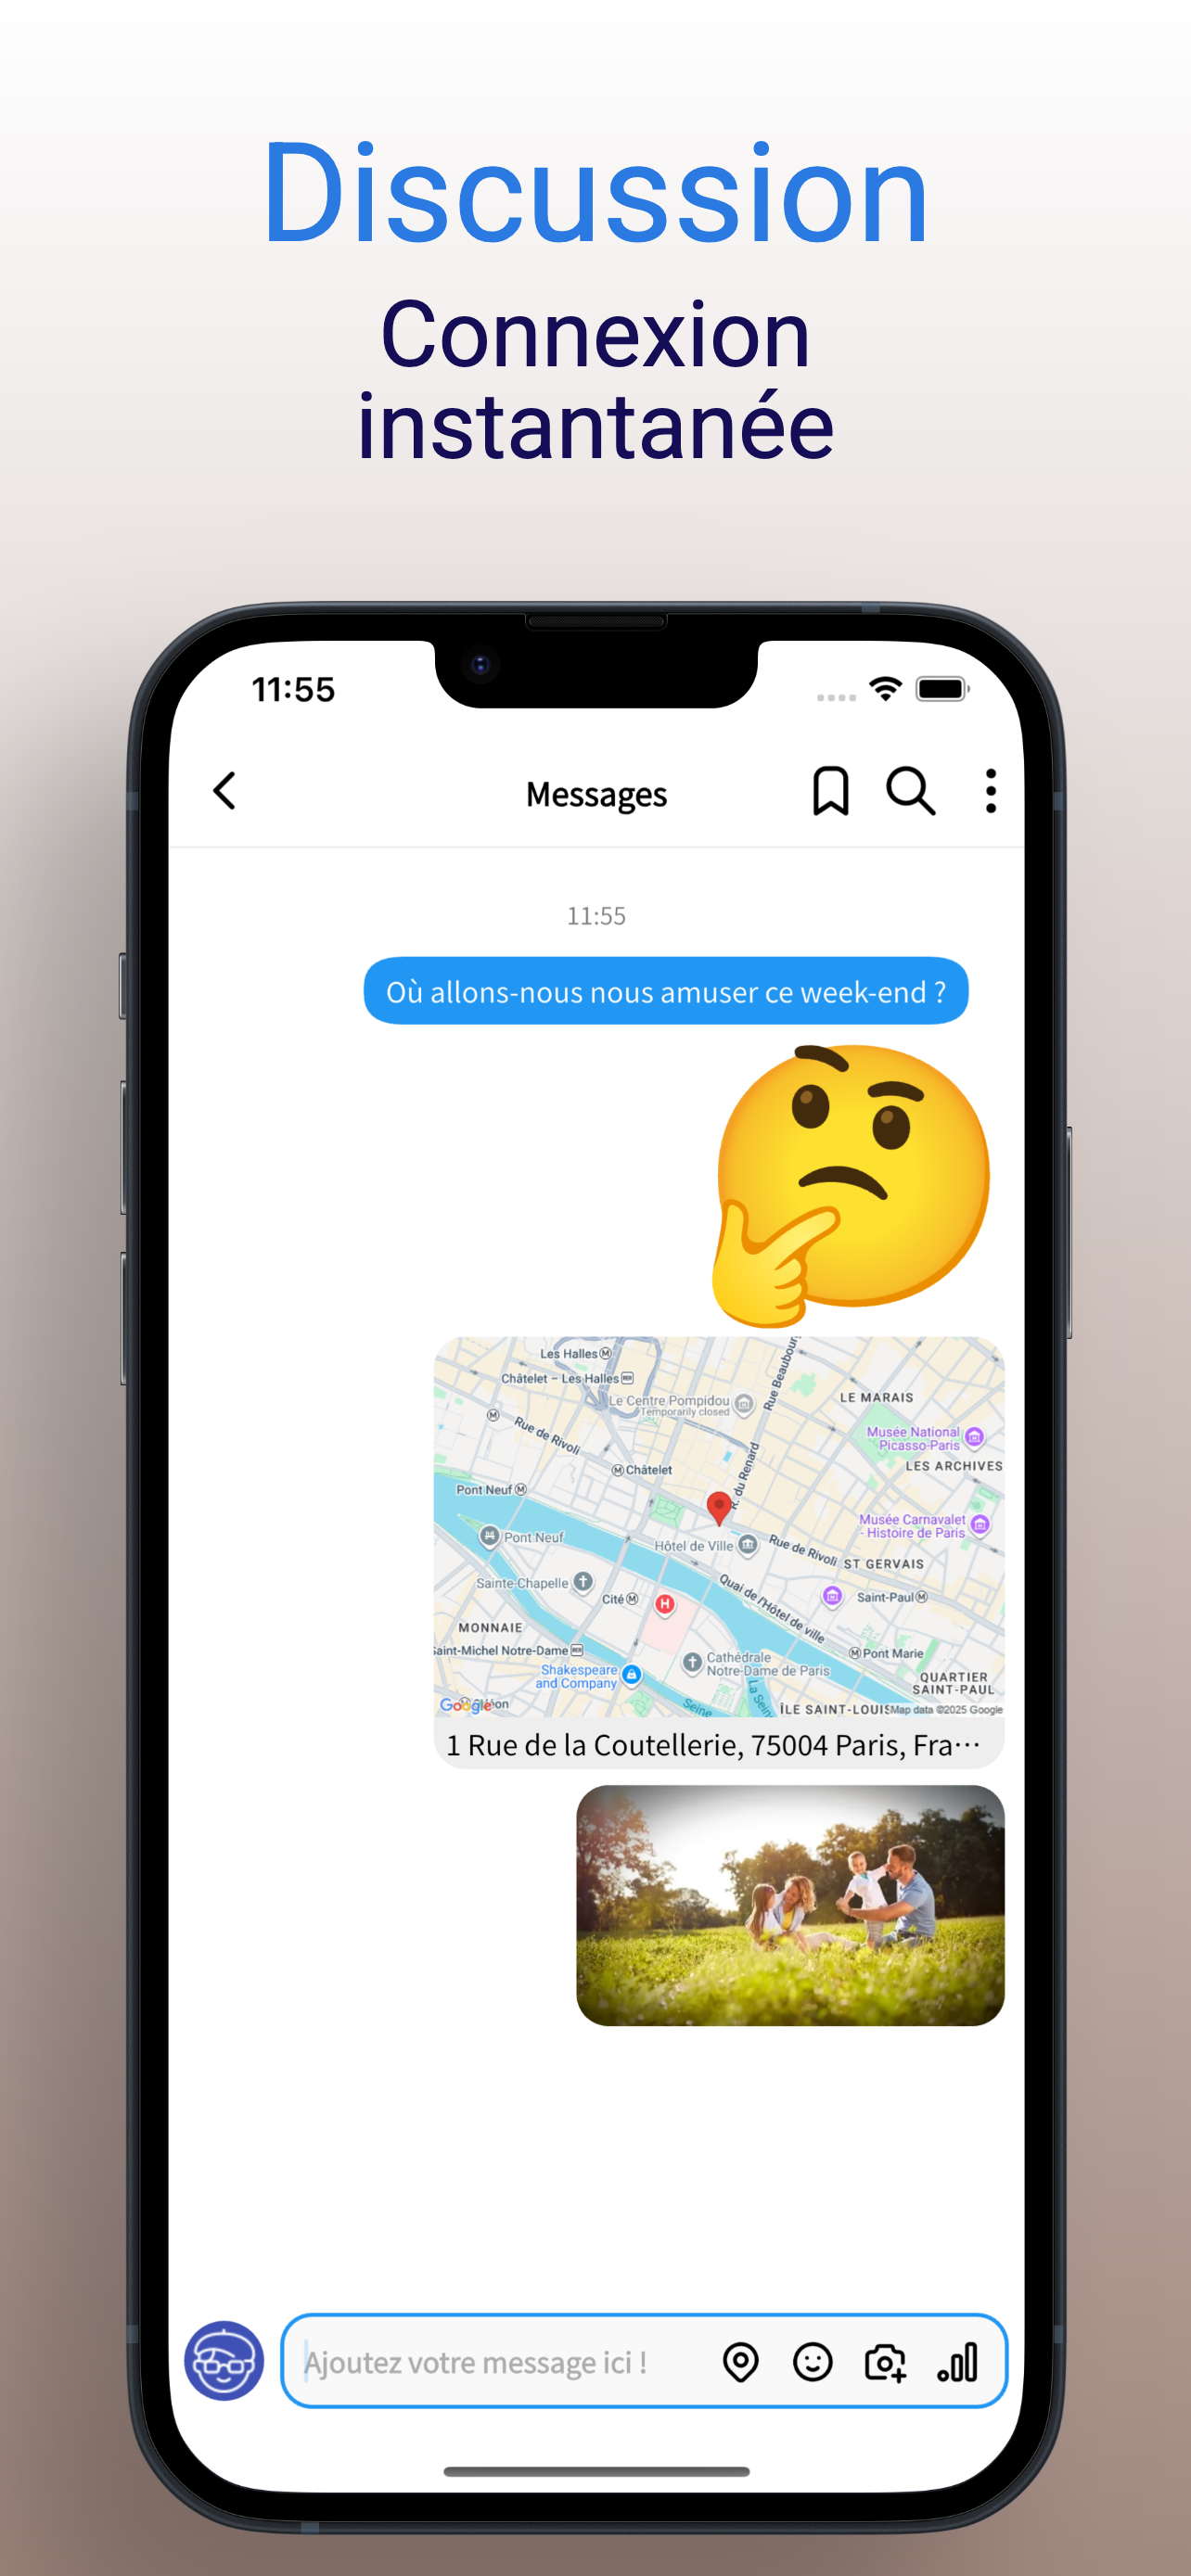 Discussion
Connexion
instantanée
11:55
Messages
11:55
Où allons-nous nous amuser ce week-end ?
Les Halles M
Châtelet – Les Halles RER
Le Centre Pompidou
Temporarily closed
Rue Beaubourg
LE MARAIS
Rue de Rivoli
Musée National
Picasso-Paris
LES ARCHIVES
M Châtelet
R. du Renard
Pont Neuf M
Musée Carnavalet
- Histoire de Paris
Pont Neuf
Hôtel de Ville
Rue de Rivoli
ST GERVAIS
Sainte-Chapelle
Cité M
H
Quai de l'Hôtel de ville
Saint-Paul M
MONNAIE
Saint-Michel Notre-Dame
M Pont Marie
Cathédrale
Notre-Dame de Paris
Shakespeare
and Company
QUARTIER
SAINT-PAUL
Seine
La Seine
Google
ÎLE SAINT-LOUIS
Map data ©2025 Google
1 Rue de la Coutellerie, 75004 Paris, Fra···
Ajoutez votre message ici !